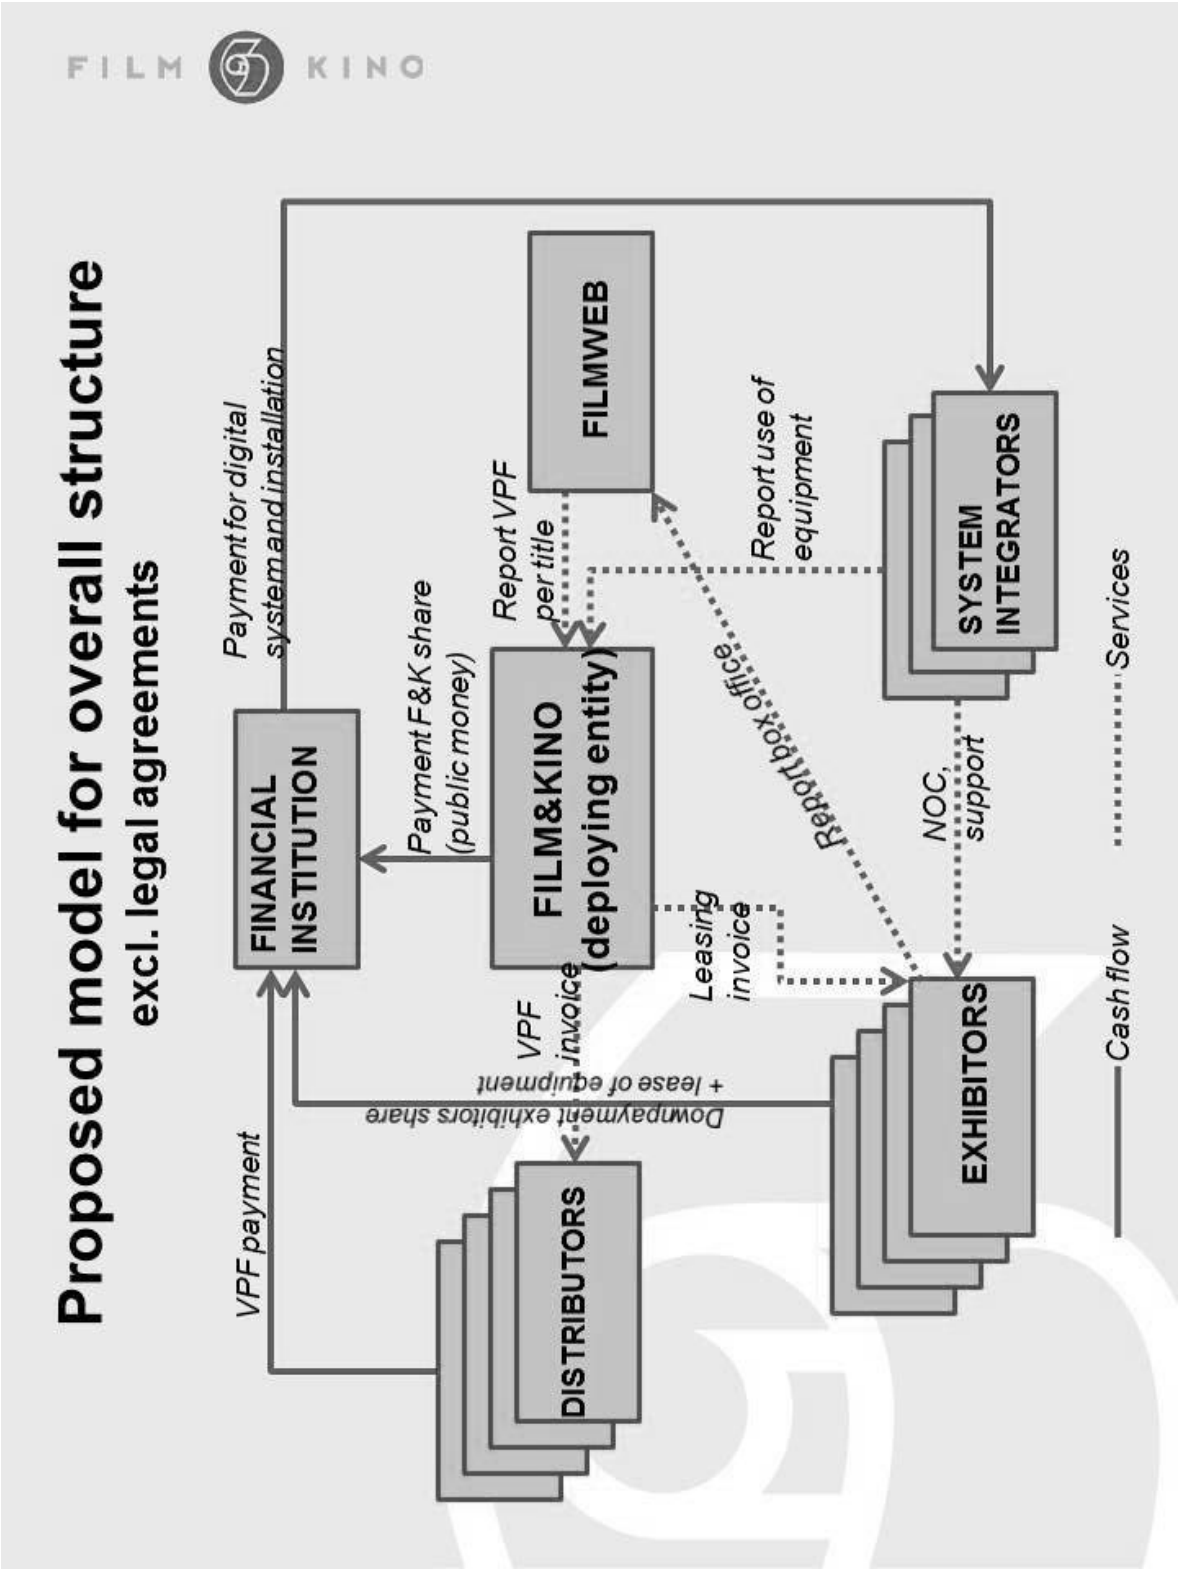 FILM KINO
Proposed model for overall structure
excl. legal agreements
Payment for digital
system and installation
FINANCIAL
INSTITUTION
VPF payment
Payment F&K share
(public money)
Report VPF
per title
FILMWEB
FILM&KINO
(deploying entity)
VPF
invoice
Downpayment exhibitors share
+ lease of equipment
Leasing
invoice
Report box office
Report use of
equipment
DISTRIBUTORS
SYSTEM
INTEGRATORS
NOC,
support
EXHIBITORS
Cash flow
Services